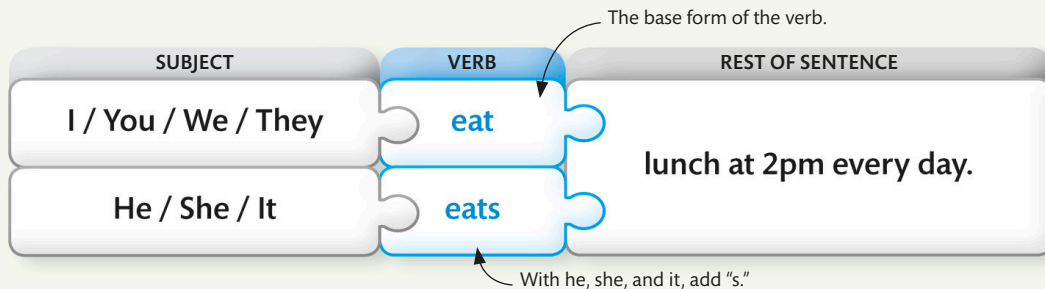 The base form of the verb.
SUBJECT VERB REST OF SENTENCE
I / You / We / They eat
lunch at 2pm every day.
He / She / It eats
With he, she, and it, add “s.”